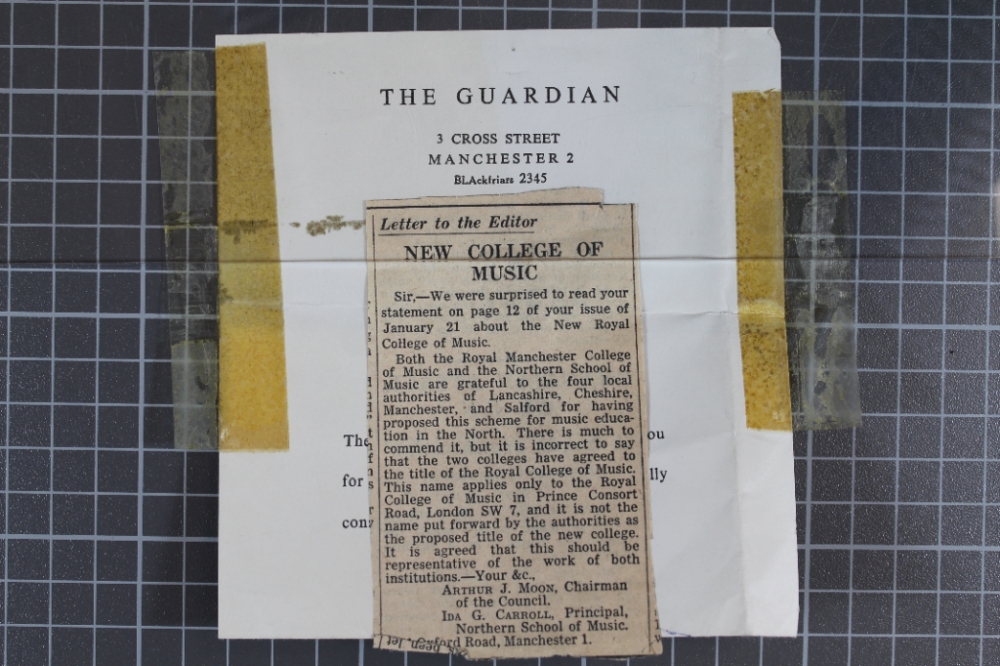 THE GUARDIAN
3 CROSS STREET
MANCHESTER 2
BLAckfriars 2345
Letter to the Editor
NEW COLLEGE OF
MUSIC
Sir,—We were surprised to read your
statement on page 12 of your issue of
January 21 about the New Royal
College of Music.
Both the Royal Manchester College
of Music and the Northern School of
Music are grateful to the four local
authorities of Lancashire, Cheshire,
Manchester, and Salford for having
proposed this scheme for music educa-
tion in the North. There is much to
commend it, but it is incorrect to say
that the two colleges have agreed to
the title of the Royal College of Music.
This name applies only to the Royal
College of Music in Prince Consort
Road, London SW 7, and it is not the
name put forward by the authorities as
the proposed title of the new college.
It is agreed that this should be
representative of the work of both
institutions.—Your &c.,
ARTHUR J. MOON, Chairman
of the Council.
IDA G. CARROLL, Principal,
Northern School of Music.
Road, Manchester 1.
The ou
for lly